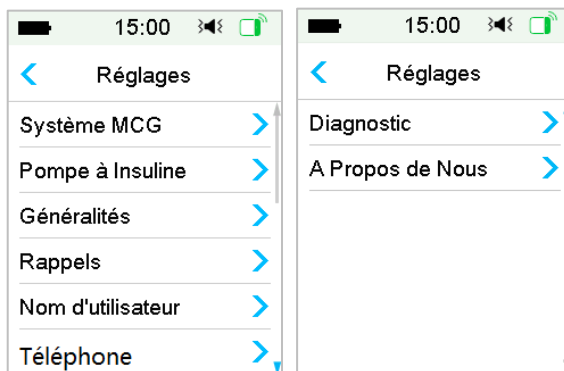 15:00
Réglages
Système MCG
Pompe à Insuline
Généralités
Rappels
Nom d'utilisateur
Téléphone
15:00
Réglages
Diagnostic
A Propos de Nous